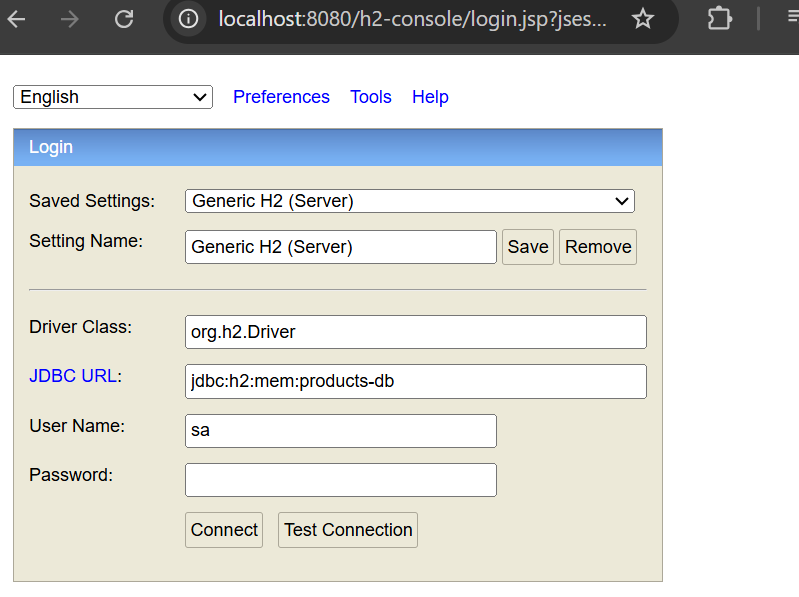 localhost:8080/h2-console/login.jsp?jses...
English Preferences Tools Help
Login
Saved Settings: Generic H2 (Server)
Setting Name: Generic H2 (Server) Save Remove
Driver Class: org.h2.Driver
JDBC URL: jdbc:h2:mem:products-db
User Name: sa
Password:
Connect Test Connection